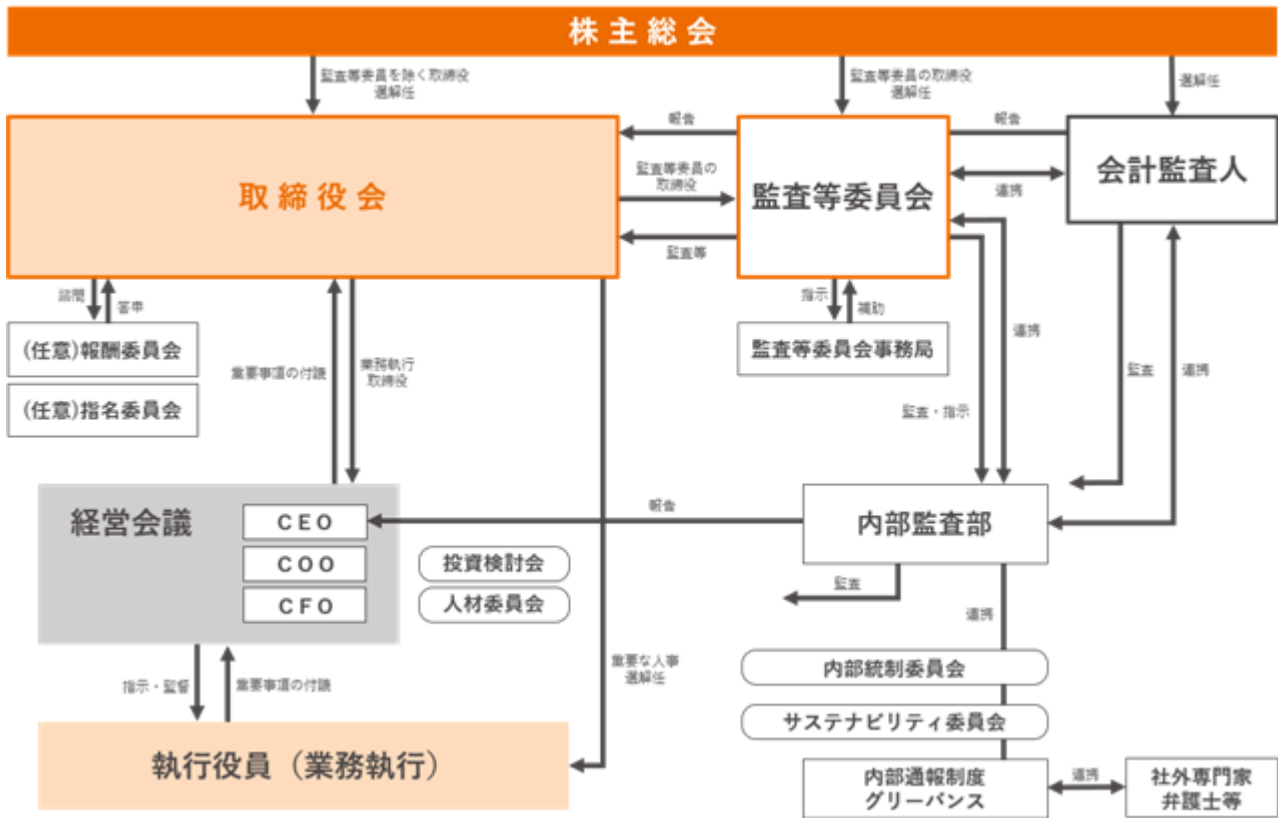 株主総会
監査等委員を除く取締役
選解任
監査等委員の取締役
選解任
選解任
取締役会
報告
監査等委員の
取締役
監査等
監査等委員会
報告
連携
会計監査人
諮問
答申
(任意)報酬委員会
(任意)指名委員会
重要事項の付議
業務執行
取締役
指示
補助
監査等委員会事務局
監査・指示
連携
監査
連携
経営会議
CEO
COO
CFO
投資検討会
人材委員会
報告
内部監査部
監査
連携
指示・監督
重要事項の付議
重要な人事
選解任
内部統制委員会
サステナビリティ委員会
執行役員（業務執行）
内部通報制度
グリーバンス
連携
社外専門家
弁護士等